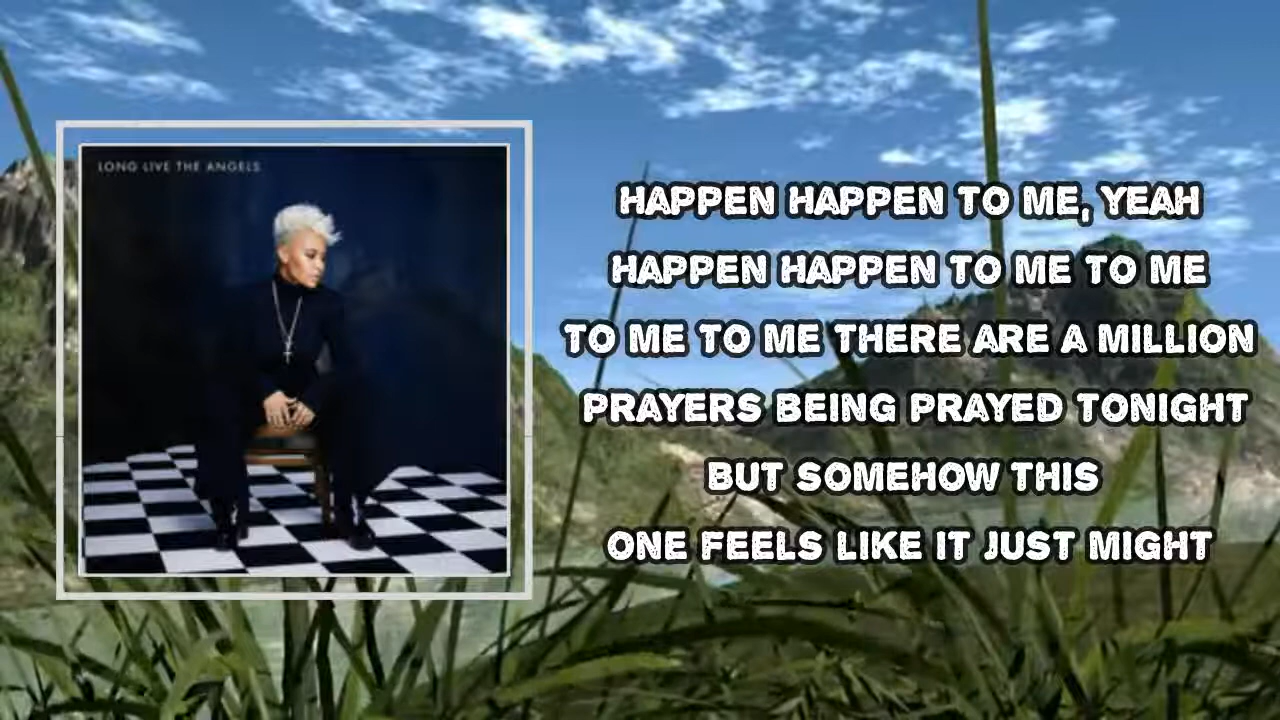 LONG LIVE THE ANGELS
HAPPEN HAPPEN TO ME, YEAH
HAPPEN HAPPEN TO ME TO ME
TO ME TO ME THERE ARE A MILLION
PRAYERS BEING PRAYED TONIGHT
BUT SOMEHOW THIS
ONE FEELS LIKE IT JUST MIGHT